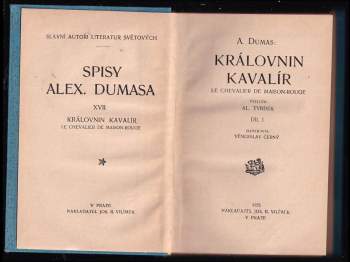 SLAVNÍ AUTOŘI LITERATUR SVĚTOVÝCH
SPISY
ALEX. DUMASA
XVII
KRÁLOVNIN KAVALÍR
LE CHEVALIER DE MAISON-ROUGE
V PRAZE
NAKLADATEL JOS. R. VILÍMEK
A. DUMAS:
KRÁLOVNIN
KAVALÍR
LE CHEVALIER DE MAISON-ROUGE
PŘELOŽIL
AL. TVRDEK
DÍL I
ILLUSTROVAL
VĚNCESLAV ČERNÝ
NAKLADATEL JOS. R. VILÍMEK
V PRAZE